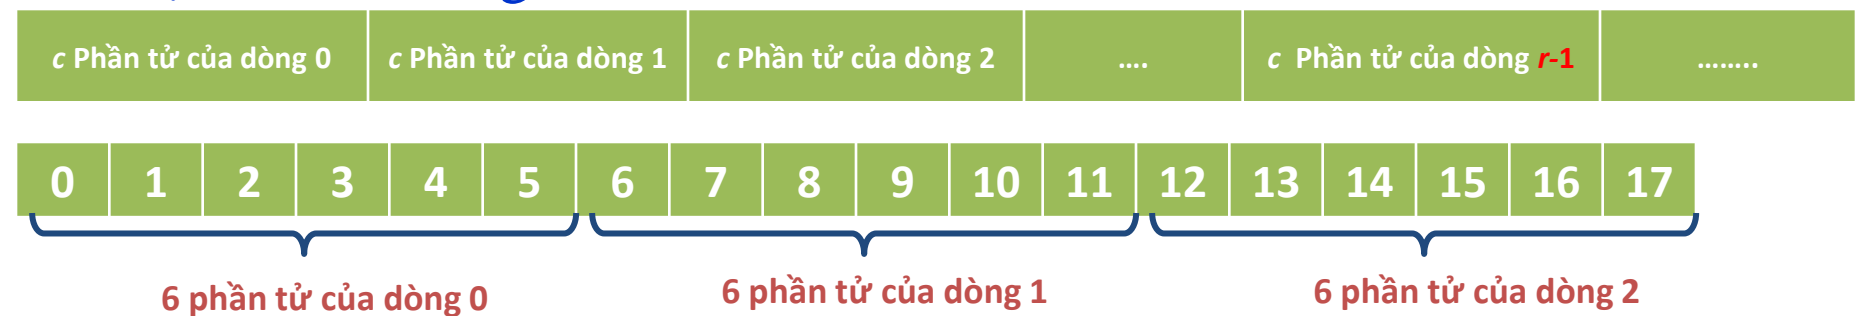 c Phần tử của dòng 0 c Phần tử của dòng 1 c Phần tử của dòng 2 .... c Phần tử của dòng r-1 ........
0 1 2 3 4 5 6 7 8 9 10 11 12 13 14 15 16 17
6 phần tử của dòng 0 6 phần tử của dòng 1 6 phần tử của dòng 2